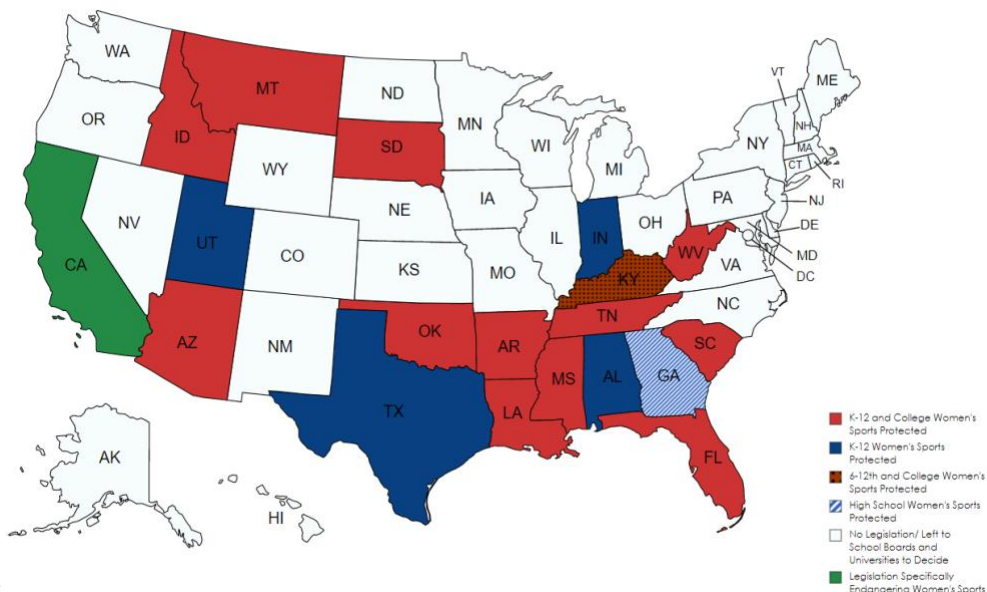 WA
MT
ND
MN
VT
ME
OR
ID
SD
WI
MI
NY
NH
MA
CT
RI
WY
IA
PA
NJ
NE
OH
DE
NV
UT
IL
IN
WV
MD
CA
CO
KS
MO
KY
VA
DC
NC
TN
OK
AZ
NM
AR
SC
MS
AL
GA
TX
LA
FL
AK
HI
K-12 and College Women's
Sports Protected
K-12 Women's Sports
Protected
6-12th and College Women's
Sports Protected
High School Women's Sports
Protected
No Legislation/ Left to
School Boards and
Universities to Decide
Legislation Specifically
Endangering Women's Sports